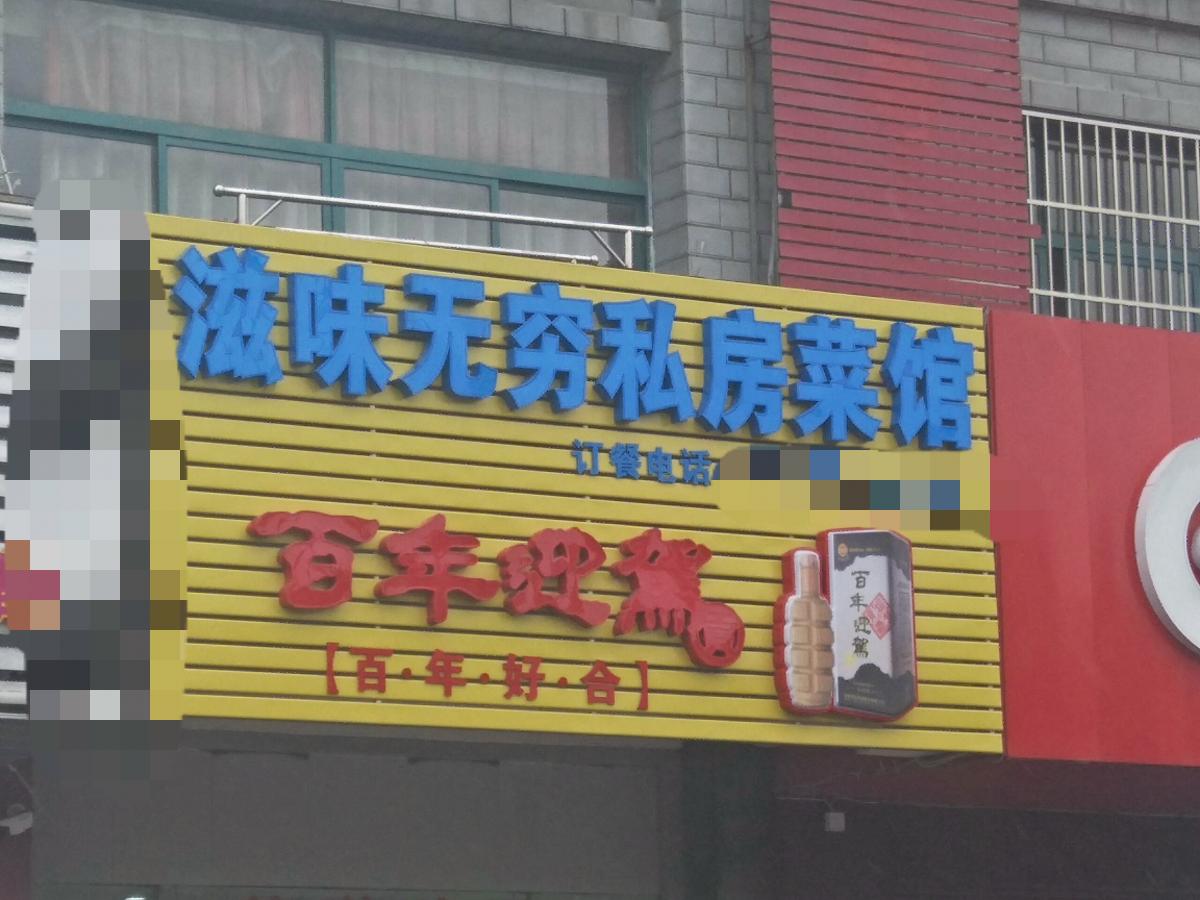 滋味无穷私房菜馆
订餐电话
百年迎驾
【百·年·好·合】
百年迎驾